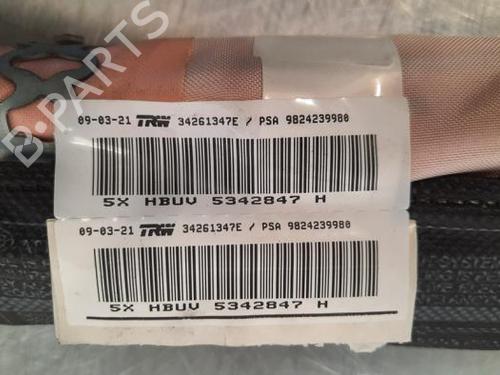 B-PARTS
09-03-21 TRW 34261347E / PSA 9824239980
5X HBUV 5342847 H
09-03-21 TRW 34261347E / PSA 9824239980
5X HBUV 5342847 H